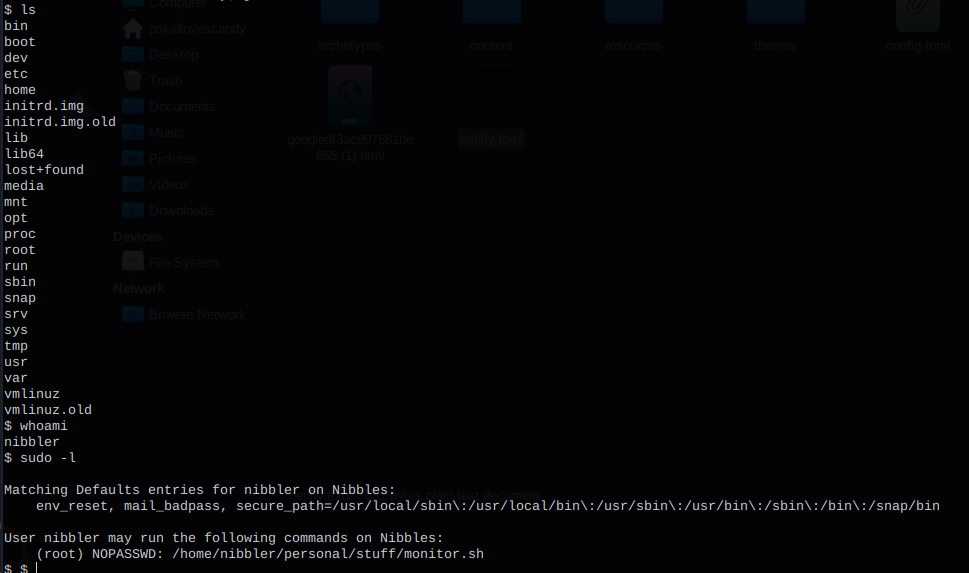 $ ls
bin
boot
dev
etc
home
initrd.img
initrd.img.old
lib
lib64
lost+found
media
mnt
opt
proc
root
run
sbin
snap
srv
sys
tmp
usr
var
vmlinuz
vmlinuz.old
$ whoami
nibbler
$ sudo -l
Matching Defaults entries for nibbler on Nibbles:
env_reset, mail_badpass, secure_path=/usr/local/sbin\:/usr/local/bin\:/usr/sbin\:/usr/bin\:/sbin\:/bin\:/snap/bin
User nibbler may run the following commands on Nibbles:
(root) NOPASSWD: /home/nibbler/personal/stuff/monitor.sh
$ $
Computer
pskidlovescandy
Desktop
Trash
Documents
Music
Pictures
Videos
Downloads
Devices
File System
Network
Browse Network
archetypes
content
resources
themes
config.toml
655 (1).html
netlify.toml
plain text document